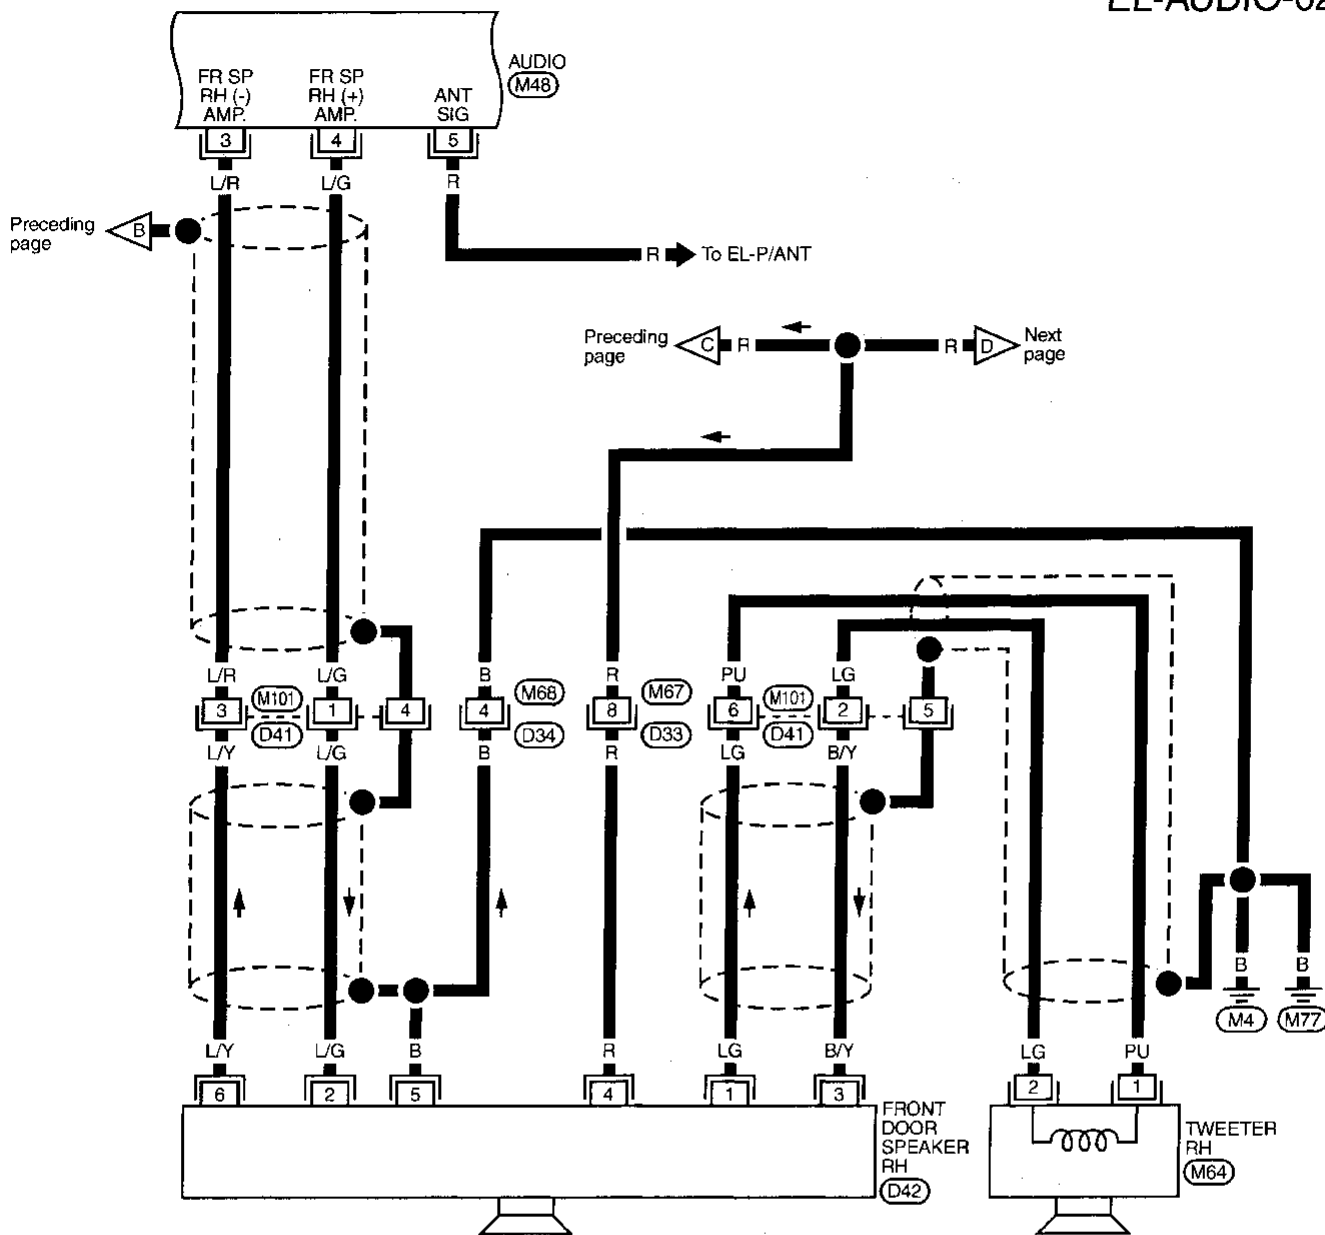 EL-AUDIO-02
FR SP
RH (-)
AMP.
FR SP
RH (+)
AMP.
ANT
SIG
AUDIO
M48
3
4
5
L/R
L/G
R
Preceding
page
B
R
To EL-P/ANT
Preceding
page
C
R
R
D
Next
page
L/R
L/G
B
R
PU
LG
3
M101
D41
1
4
4
M68
D34
8
M67
D33
6
M101
D41
2
5
L/Y
L/G
B
R
LG
B/Y
B
B
M4
M77
L/Y
L/G
B
R
LG
B/Y
LG
PU
6
2
5
4
1
3
2
1
FRONT
DOOR
SPEAKER
RH
D42
TWEETER
RH
M64